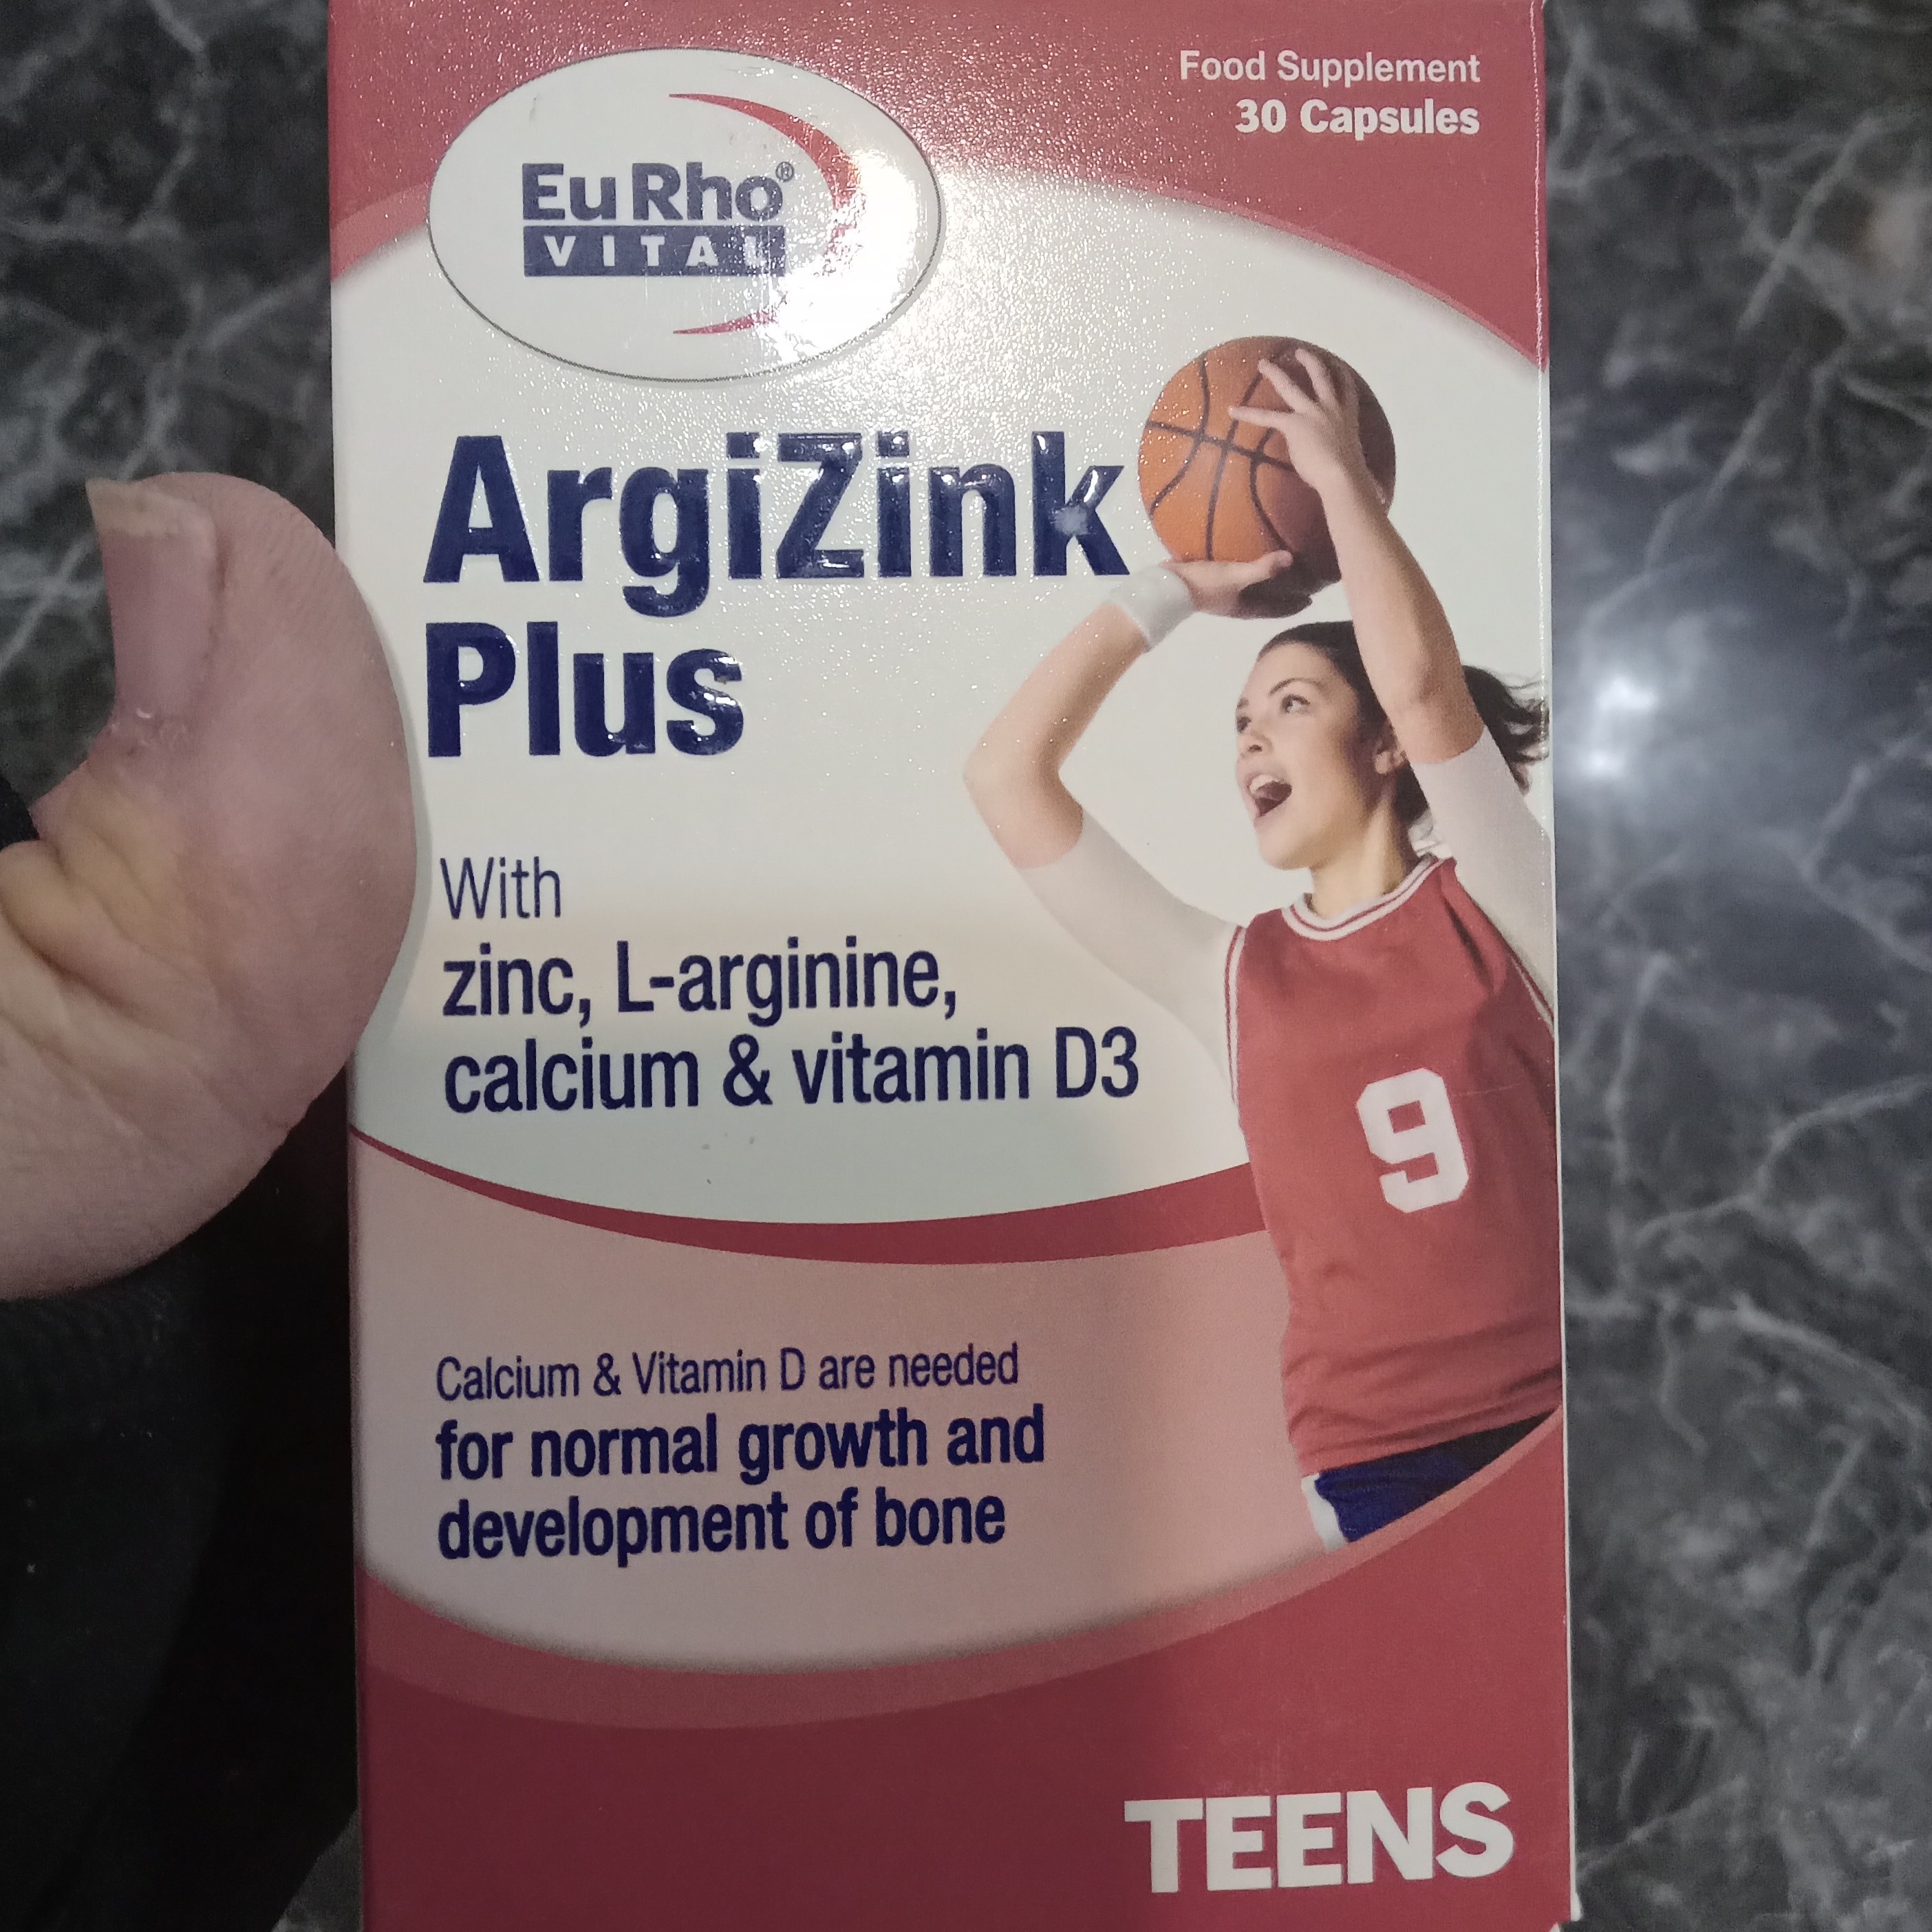 Food Supplement
30 Capsules
EuRho®
VITAL
ArgiZink
Plus
With
zinc, L-arginine,
calcium & vitamin D3
9
Calcium & Vitamin D are needed
for normal growth and
development of bone
TEENS